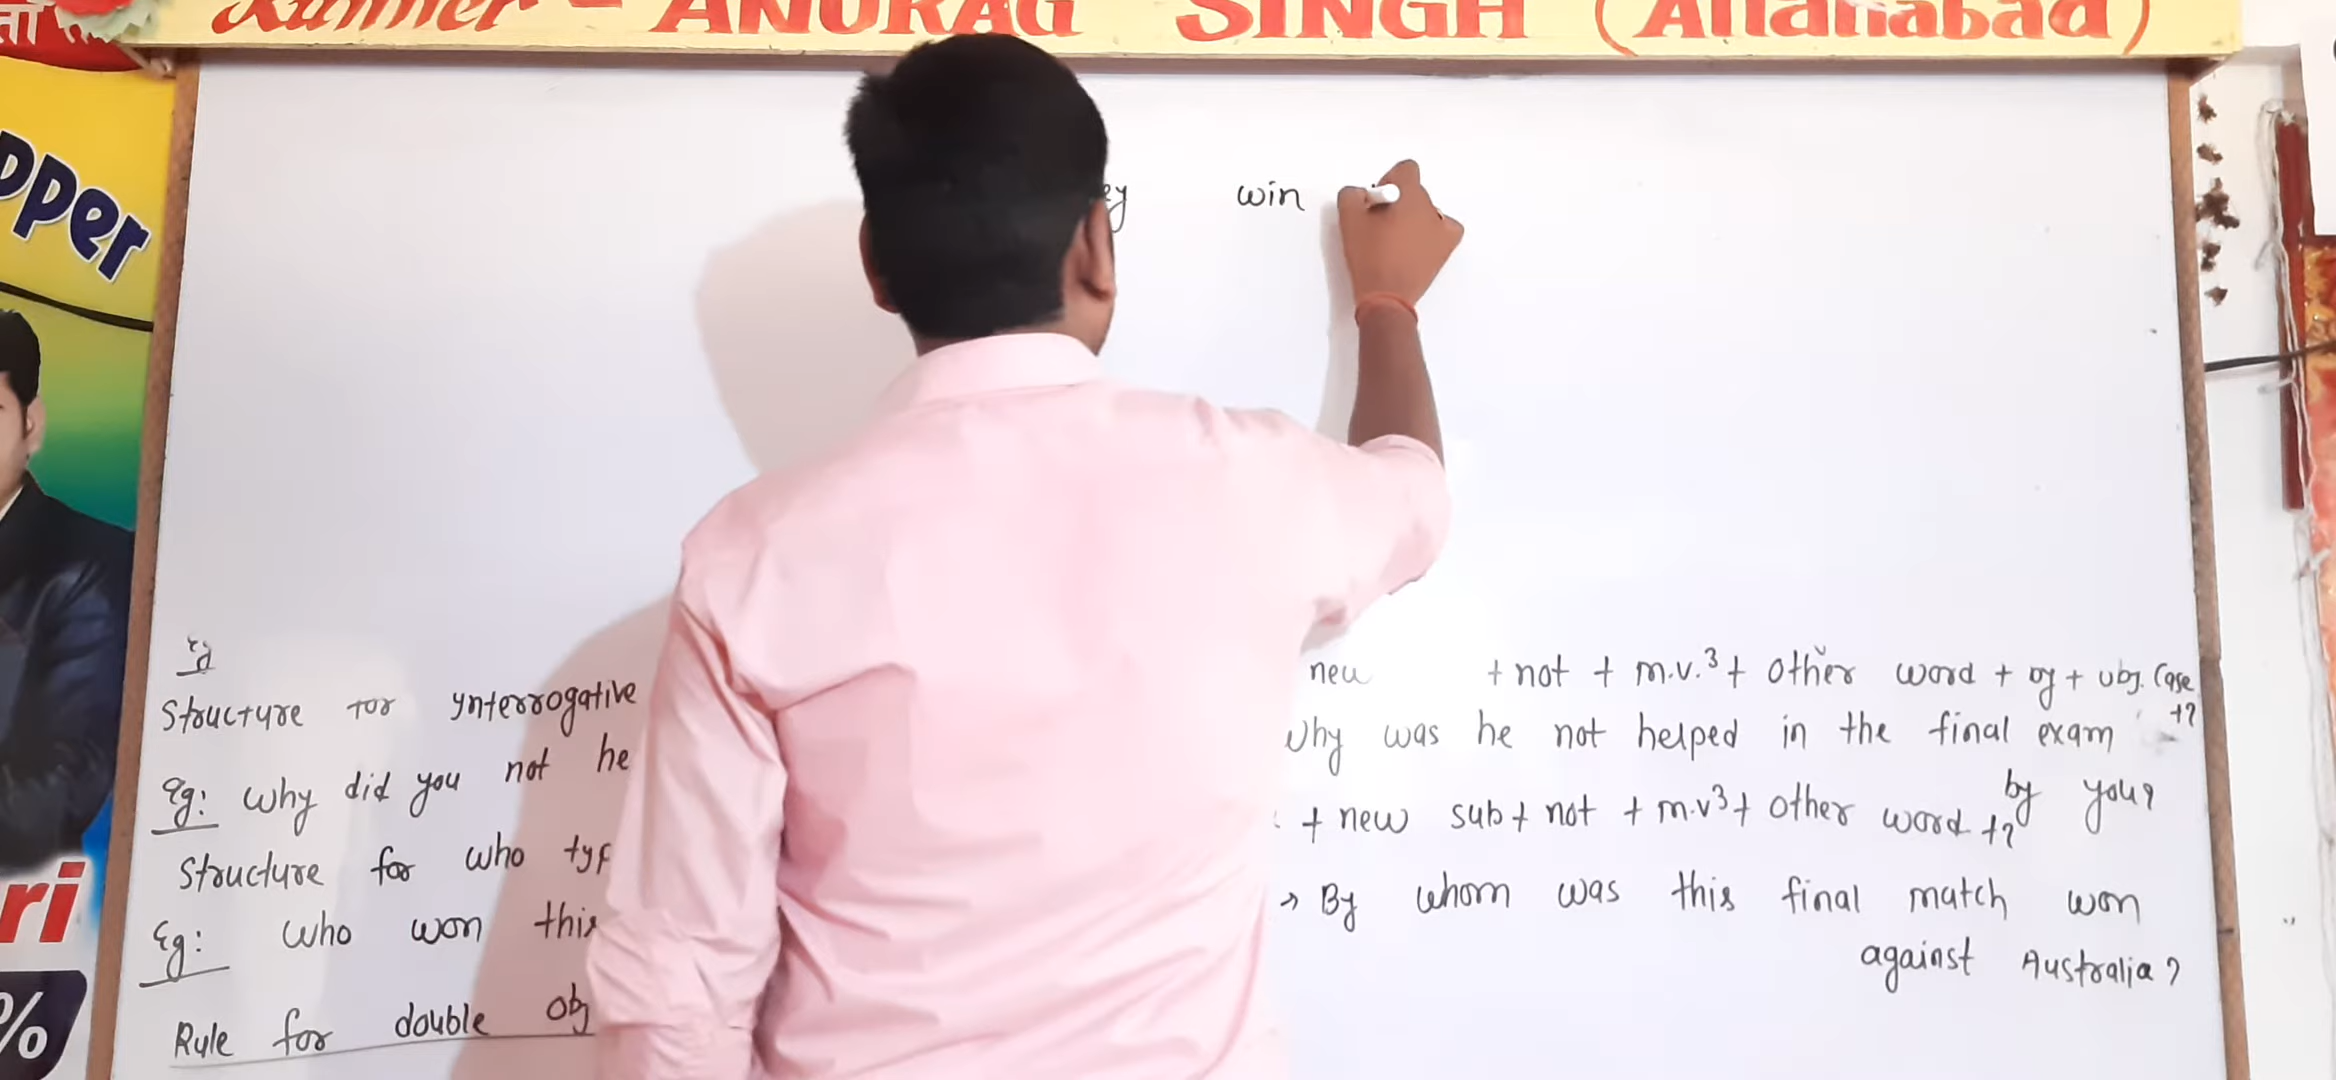 Runner - ANURAG SINGH (Allahabad)
pper
ey win
Eg
Structure for ynterrogative
new + not + m.v.³ + other word + by + obj. Case
+?
Eg: Why did you not he
Why was he not helped in the final exam
by you?
Structure for who typ
+ new sub + not + m.v³ + other word +?
Eg: Who won this
→ By whom was this final match won
against Australia?
Rule for double obj
ri
%